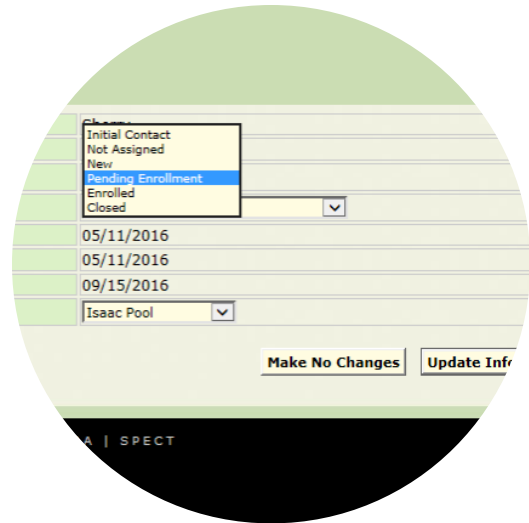 Initial Contact
Not Assigned
New
Pending Enrollment
Enrolled
Closed
05/11/2016
05/11/2016
09/15/2016
Isaac Pool
Make No Changes Update
A | SPECT